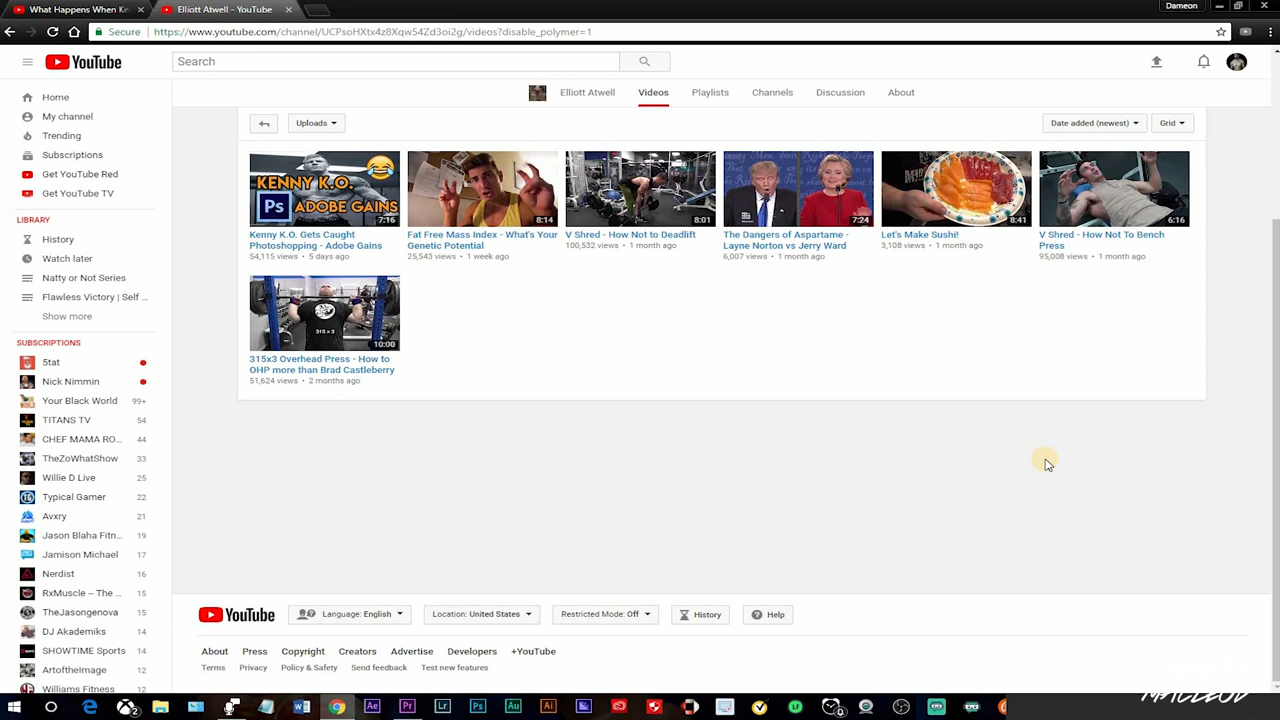 What Happens When Ke
Elliott Atwell - YouTube
Dameon
Secure
https://www.youtube.com/channel/UCPsoHXtx4z8Xqw54Zd3oi2g/videos?disable_polymer=1
YouTube
Search
Elliott Atwell
Videos
Playlists
Channels
Discussion
About
Home
My channel
Trending
Subscriptions
Get YouTube Red
Get YouTube TV
LIBRARY
History
Watch later
Natty or Not Series
Flawless Victory | Self ...
Show more
SUBSCRIPTIONS
5tat
Nick Nimmin
Your Black World 99+
TITANS TV 54
CHEF MAMA RO... 44
TheZoWhatShow 33
Willie D Live 25
Typical Gamer 22
Avxry 21
Jason Blaha Fitn... 19
Jamison Michael 17
Nerdist 16
RxMuscle – The ... 15
TheJasongenova 15
DJ Akademiks 14
SHOWTIME Sports 14
ArtoftheImage 12
Williams Fitness 12
Uploads
Date added (newest)
Grid
KENNY K.O.
Ps ADOBE GAINS
7:16
Kenny K.O. Gets Caught
Photoshopping - Adobe Gains
54,115 views • 5 days ago
8:14
Fat Free Mass Index - What's Your
Genetic Potential
25,543 views • 1 week ago
8:01
V Shred - How Not to Deadlift
100,532 views • 1 month ago
7:24
The Dangers of Aspartame -
Layne Norton vs Jerry Ward
6,007 views • 1 month ago
8:41
Let's Make Sushi!
3,108 views • 1 month ago
6:16
V Shred - How Not To Bench
Press
95,008 views • 1 month ago
315 x 3
10:00
315x3 Overhead Press - How to
OHP more than Brad Castleberry
51,624 views • 2 months ago
YouTube
Language: English
Location: United States
Restricted Mode: Off
History
Help
About
Press
Copyright
Creators
Advertise
Developers
+YouTube
Terms
Privacy
Policy & Safety
Send feedback
Test new features
MACLEOD
Ae
Pr
Lr
Ps
Au
Ai